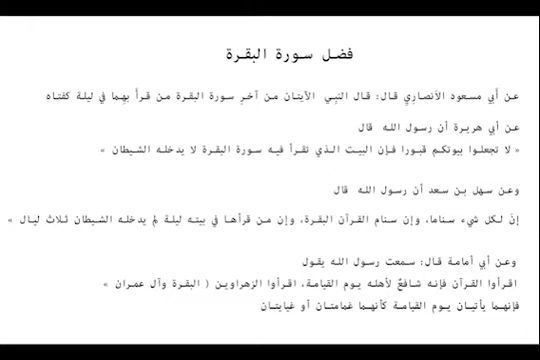 فضل سورة البقرة
عن أبي مسعود الأنصاري قال: قال النبي الآيتان من آخر سورة البقرة من قرأ بهما في ليلة كفتاه
عن أبي هريرة أن رسول الله قال
« لا تجعلوا بيوتكم قبورا فإن البيت الذي تقرأ فيه سورة البقرة لا يدخله الشيطان »
وعن سهل بن سعد أن رسول الله قال
إن لكل شيء سناما، وإن سنام القرآن البقرة، وإن من قرأها في بيته ليلة لم يدخله الشيطان ثلاث ليال »
وعن أبي أمامة قال: سمعت رسول الله يقول
اقرأوا القرآن فإنه شافعٌ لأهله يوم القيامة، اقرأوا الزهراوين ( البقرة وآل عمران »
فإنهما يأتيان يوم القيامة كأنهما غمامتان أو غيايتان